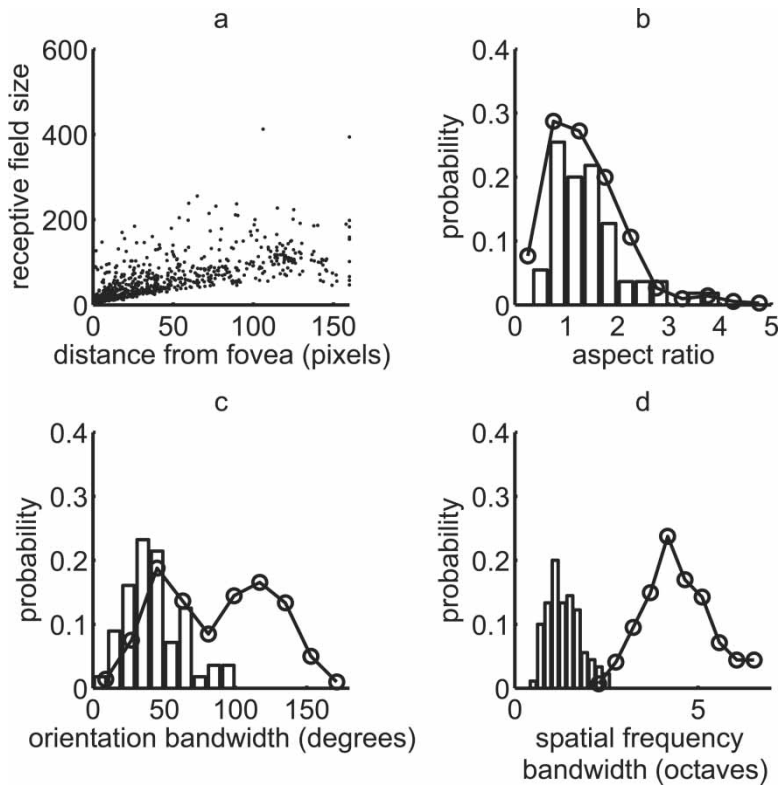 a
600
400
200
0
receptive field size
0 50 100 150
distance from fovea (pixels)
b
0.4
0.3
0.2
0.1
0
probability
0 1 2 3 4 5
aspect ratio
c
0.4
0.3
0.2
0.1
0
probability
0 50 100 150
orientation bandwidth (degrees)
d
0.4
0.3
0.2
0.1
0
probability
0 5
spatial frequency
bandwidth (octaves)